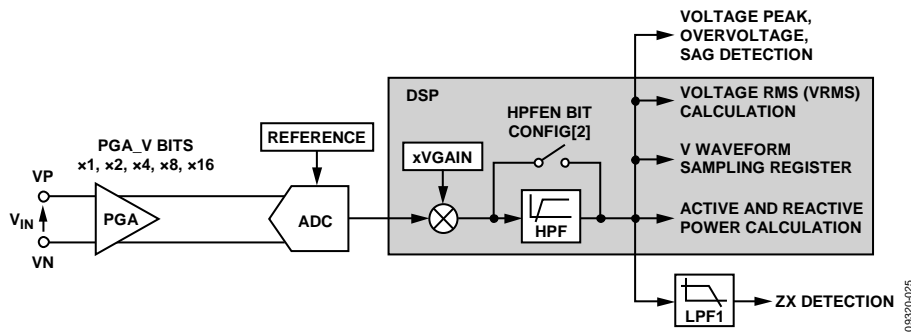 VOLTAGE PEAK,
OVERVOLTAGE,
SAG DETECTION
DSP
VOLTAGE RMS (VRMS)
CALCULATION
HPFEN BIT
CONFIG[2]
PGA_V BITS
×1, ×2, ×4, ×8, ×16
REFERENCE
xVGAIN
V WAVEFORM
SAMPLING REGISTER
VP
VIN
VN
PGA
ADC
HPF
ACTIVE AND REACTIVE
POWER CALCULATION
LPF1
ZX DETECTION
09320-025